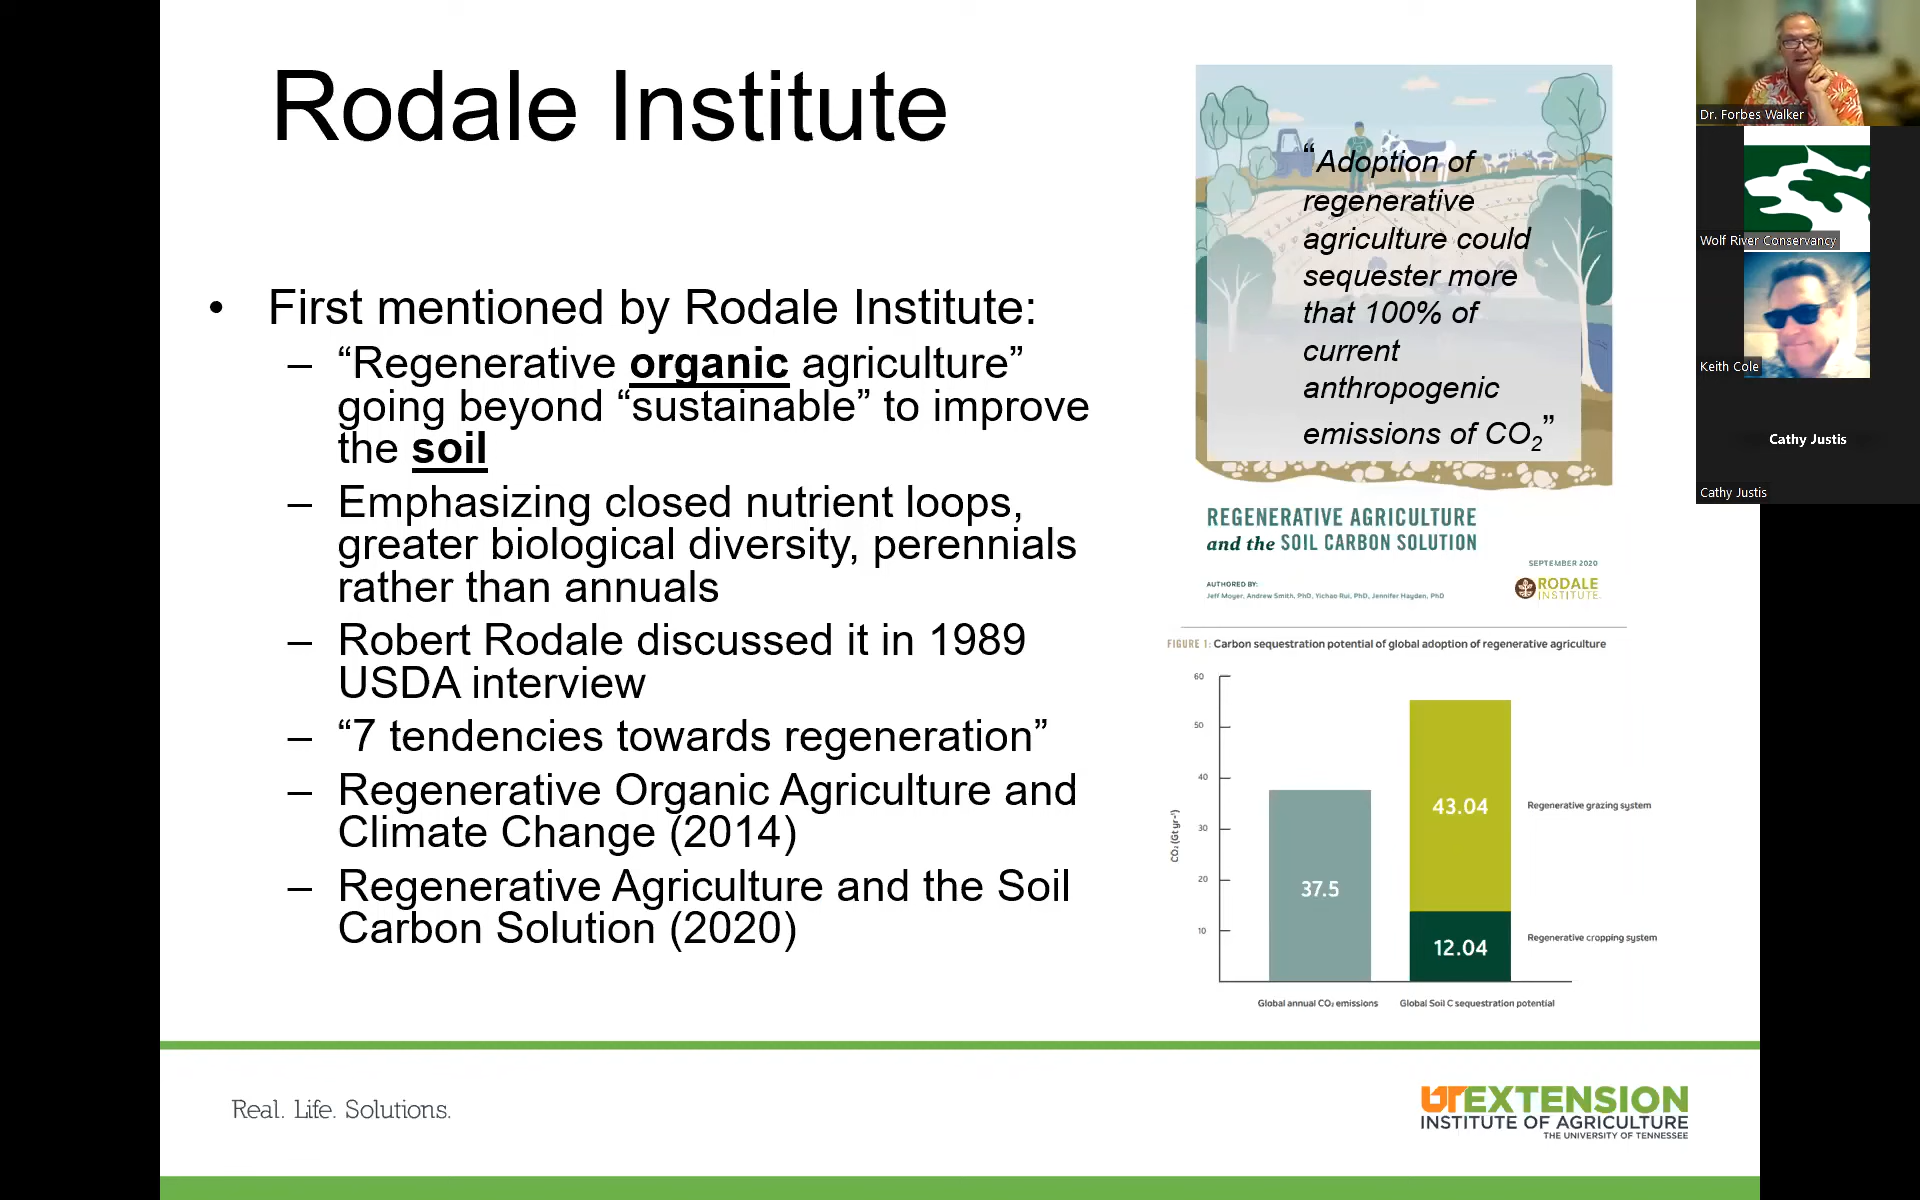 Rodale Institute
• First mentioned by Rodale Institute:
– “Regenerative organic agriculture”
going beyond “sustainable” to improve
the soil
– Emphasizing closed nutrient loops,
greater biological diversity, perennials
rather than annuals
– Robert Rodale discussed it in 1989
USDA interview
– “7 tendencies towards regeneration”
– Regenerative Organic Agriculture and
Climate Change (2014)
– Regenerative Agriculture and the Soil
Carbon Solution (2020)
“Adoption of
regenerative
agriculture could
sequester more
that 100% of
current
anthropogenic
emissions of CO₂”
REGENERATIVE AGRICULTURE
and the SOIL CARBON SOLUTION
SEPTEMBER 2020
AUTHORED BY:
Jeff Moyer, Andrew Smith, PhD, Yichao Rui, PhD, Jennifer Hayden, PhD
RODALE
INSTITUTE
FIGURE 1: Carbon sequestration potential of global adoption of regenerative agriculture
60
50
40
30
20
10
CO₂ (Gt yr⁻¹)
37.5
43.04
12.04
Regenerative grazing system
Regenerative cropping system
Global annual CO₂ emissions
Global Soil C sequestration potential
Real. Life. Solutions.
UT EXTENSION
INSTITUTE OF AGRICULTURE
THE UNIVERSITY OF TENNESSEE
Dr. Forbes Walker
Wolf River Conservancy
Keith Cole
Cathy Justis
Cathy Justis